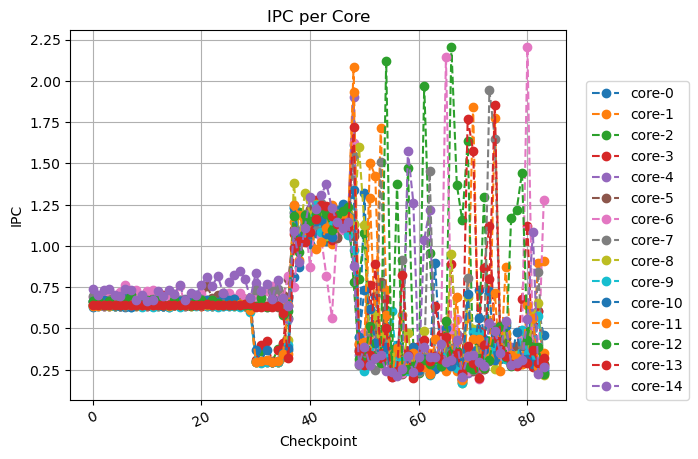 IPC per Core
IPC
2.25
2.00
1.75
1.50
1.25
1.00
0.75
0.50
0.25
0
20
40
60
80
Checkpoint
core-0
core-1
core-2
core-3
core-4
core-5
core-6
core-7
core-8
core-9
core-10
core-11
core-12
core-13
core-14